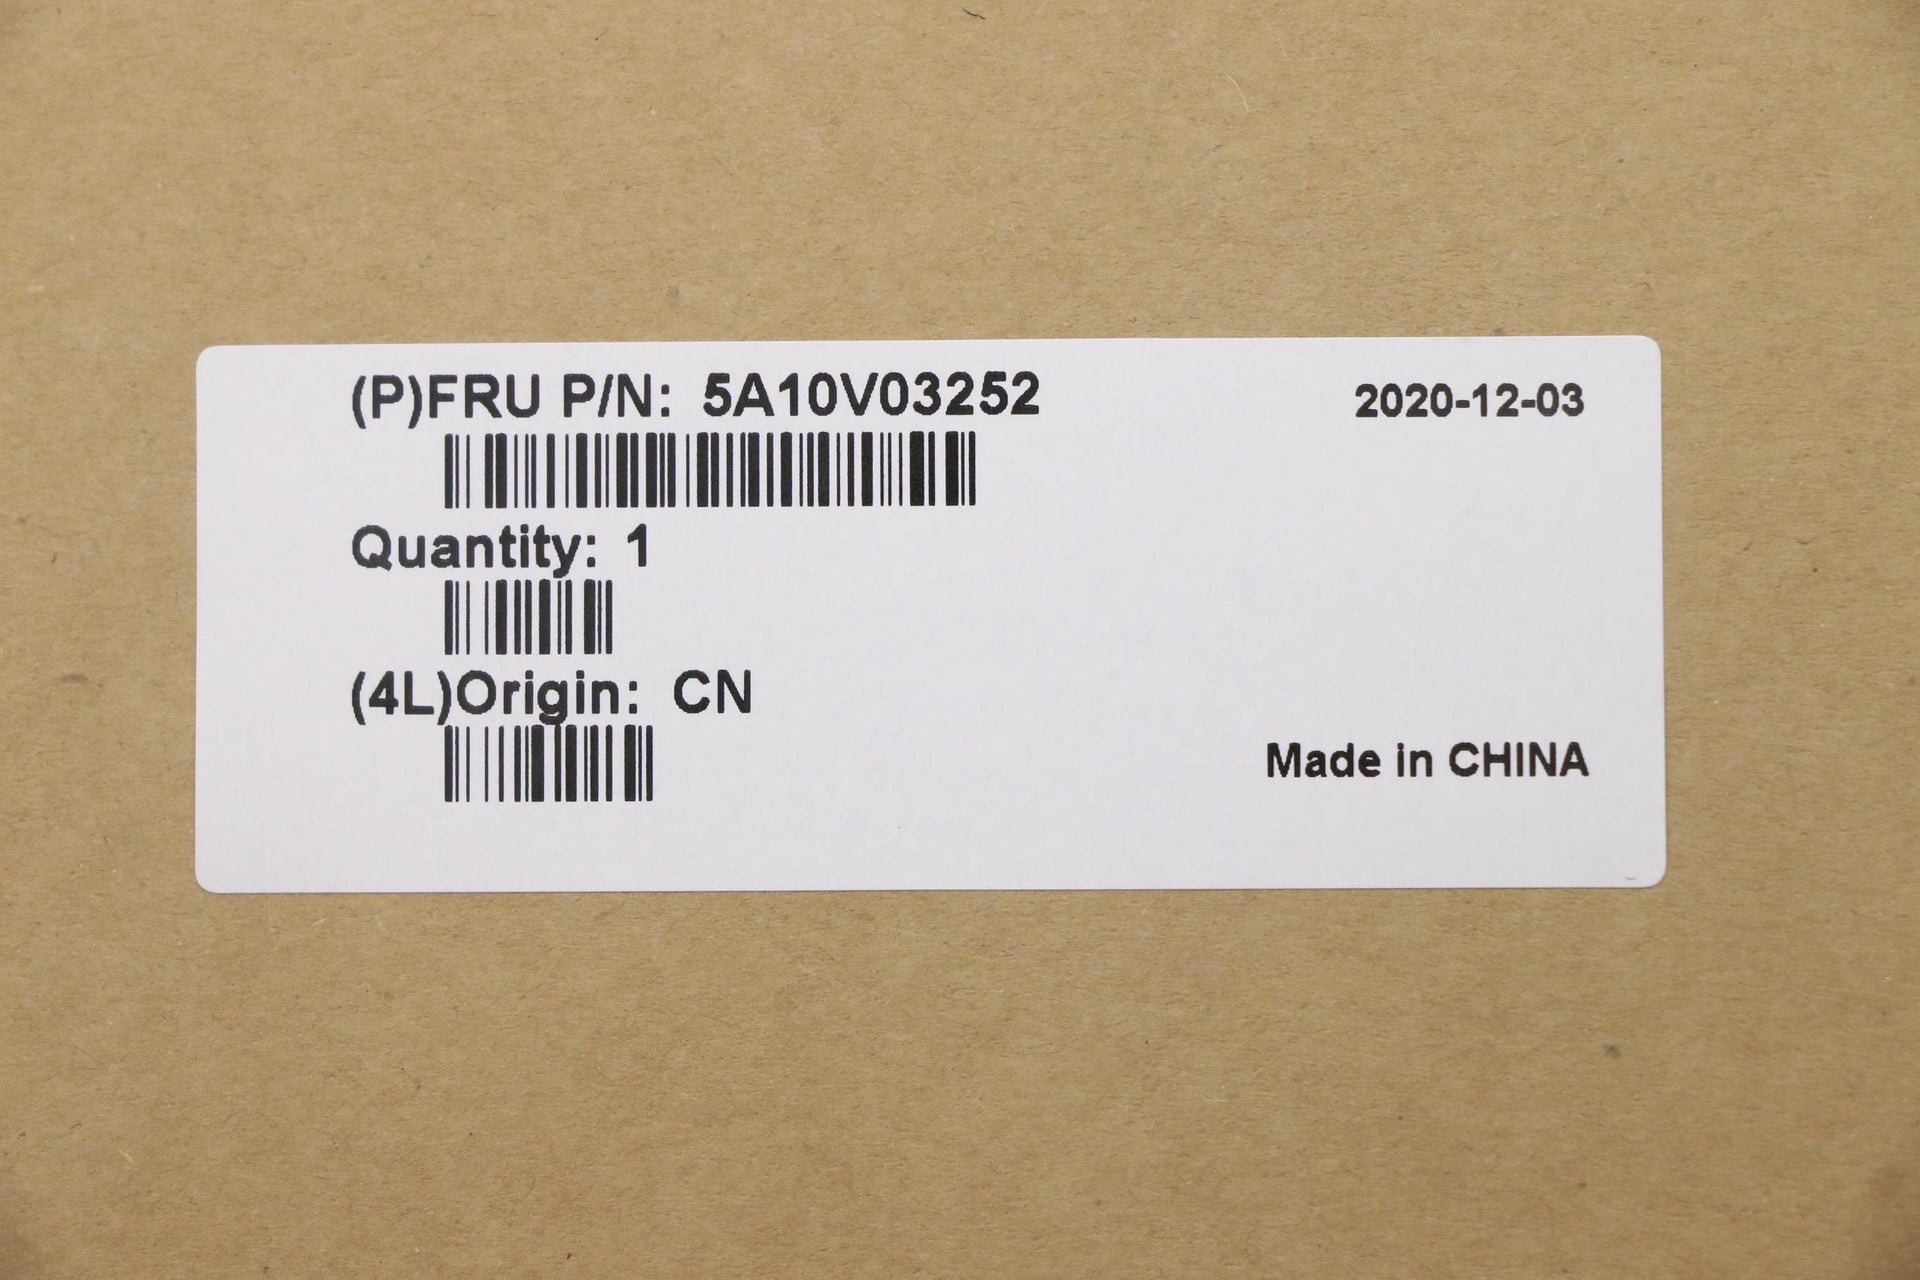 (P)FRU P/N: 5A10V03252
2020-12-03
Quantity: 1
(4L)Origin: CN
Made in CHINA